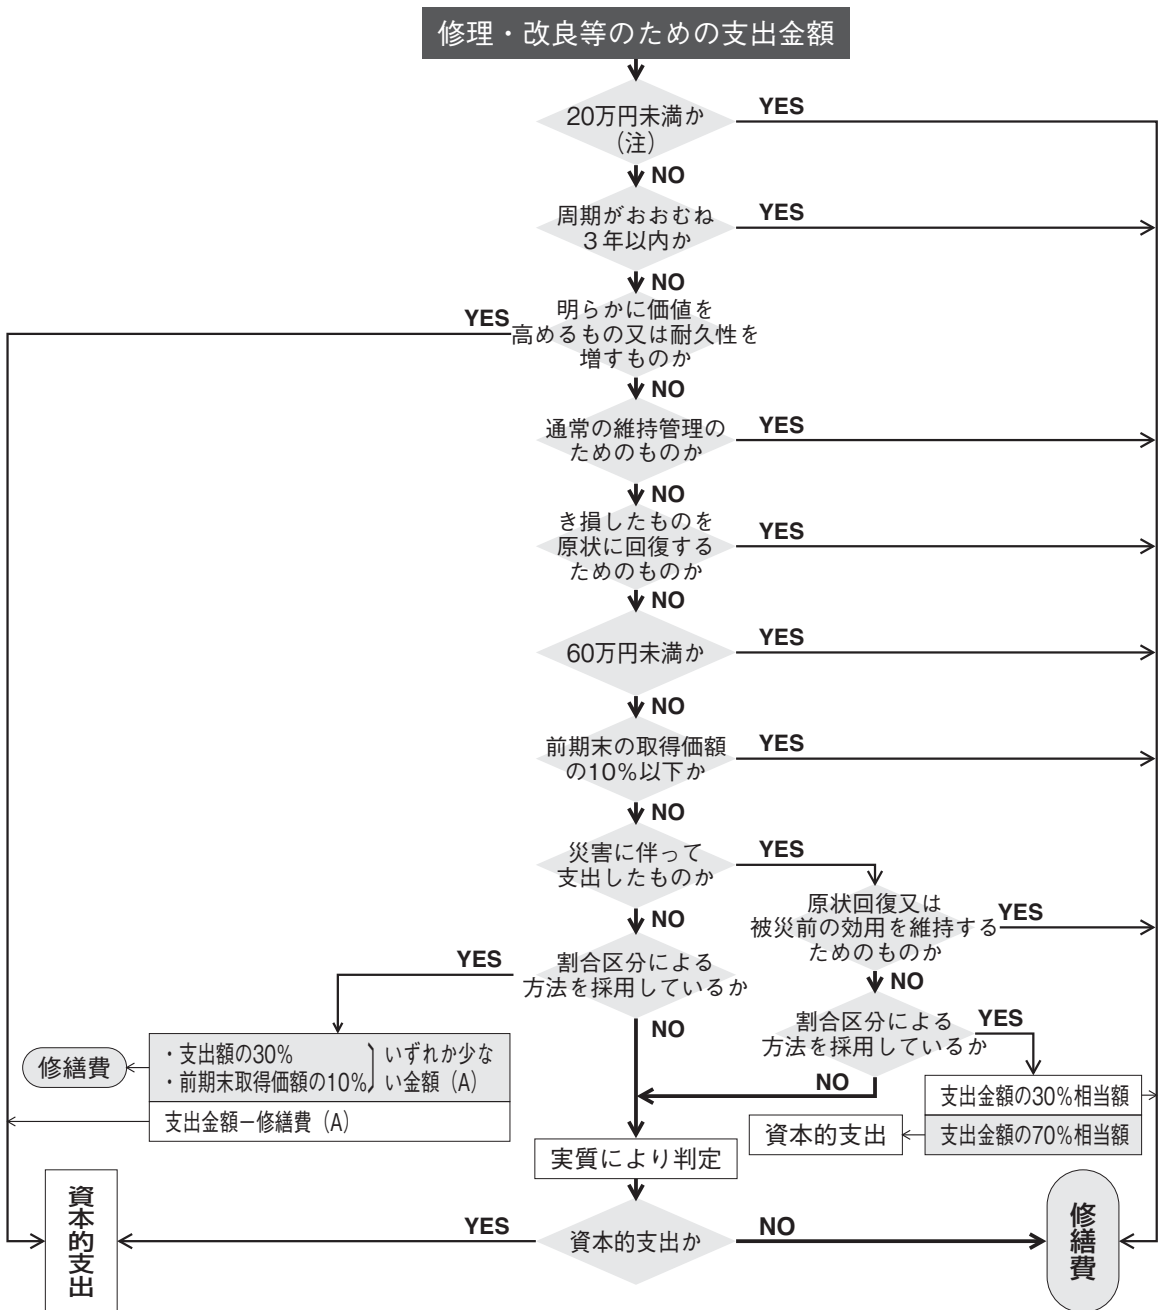 修理・改良等のための支出金額
20万円未満か
（注）
YES
NO
周期がおおむね
３年以内か
YES
NO
明らかに価値を
高めるもの又は耐久性を
増すものか
YES
NO
通常の維持管理の
ためのものか
YES
NO
き損したものを
原状に回復する
ためのものか
YES
NO
60万円未満か
YES
NO
前期末の取得価額
の10%以下か
YES
NO
災害に伴って
支出したものか
YES
NO
原状回復又は
被災前の効用を維持する
ためのものか
YES
NO
割合区分による
方法を採用しているか
YES
NO
割合区分による
方法を採用しているか
YES
NO
修繕費
・支出額の30%
・前期末取得価額の10%
いずれか少な
い金額（A）
支出金額－修繕費（A）
支出金額の30%相当額
支出金額の70%相当額
資本的支出
実質により判定
資本的支出か
YES
NO
資本的支出
修繕費